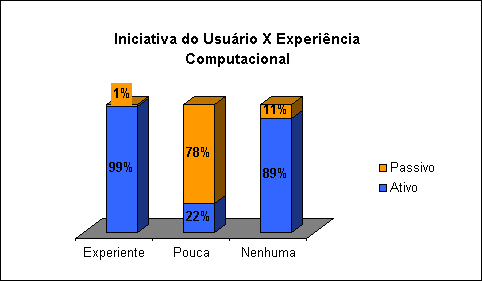 Iniciativa do Usuário X Experiência
Computacional
1%
99%
78%
22%
11%
89%
Passivo
Ativo
Experiente
Pouca
Nenhuma